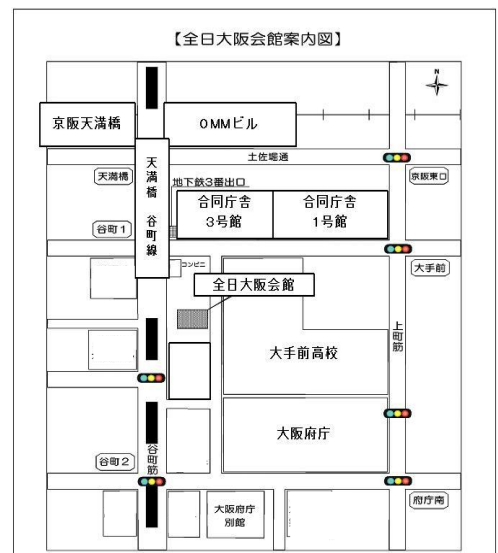 【全日大阪会館案内図】
N
京阪天満橋
OMMビル
土佐堀通
天満橋
京阪東口
天満橋 谷町線
地下鉄3番出口
合同庁舎
3号館
合同庁舎
1号館
谷町1
大手前
コンビニ
全日大阪会館
上町筋
大手前高校
大阪府庁
谷町2
谷町筋
大阪府庁
別館
府庁南